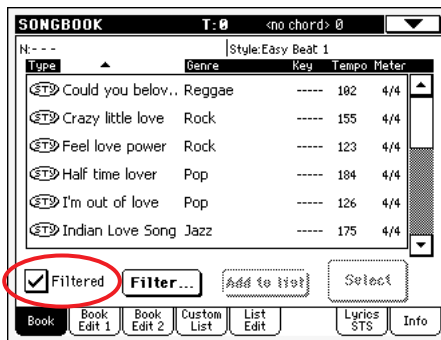 SONGBOOK T:0 <no chord> 0
N:--- Style:Easy Beat 1
Type Genre Key Tempo Meter
STY Could you belov.. Reggae ----- 102 4/4
STY Crazy little love Rock ----- 155 4/4
STY Feel love power Rock ----- 123 4/4
STY Half time lover Pop ----- 184 4/4
STY I'm out of love Pop ----- 126 4/4
STY Indian Love Song Jazz ----- 175 4/4
Filtered Filter... Add to list Select
Book Book Edit 1 Book Edit 2 Custom List List Edit Lyrics STS Info